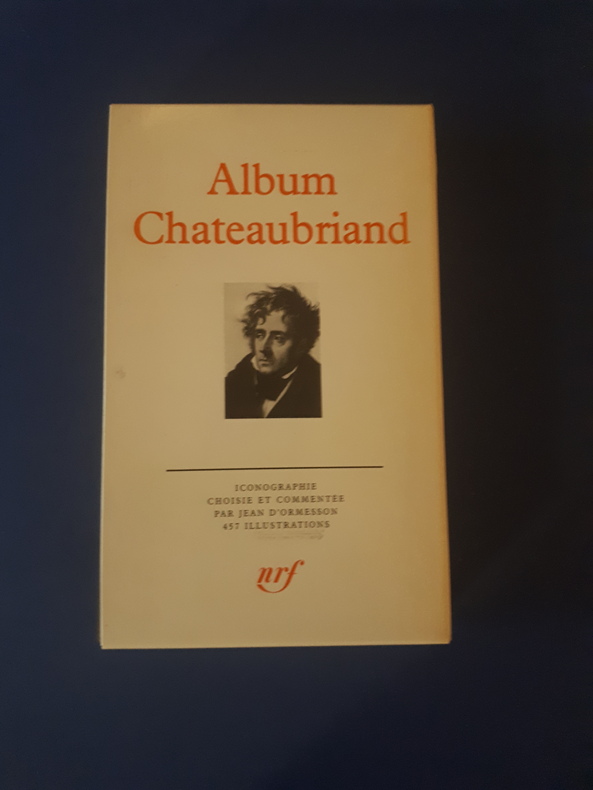 Album
Chateaubriand
ICONOGRAPHIE
CHOISIE ET COMMENTÉE
PAR JEAN D'ORMESSON
457 ILLUSTRATIONS
nrf